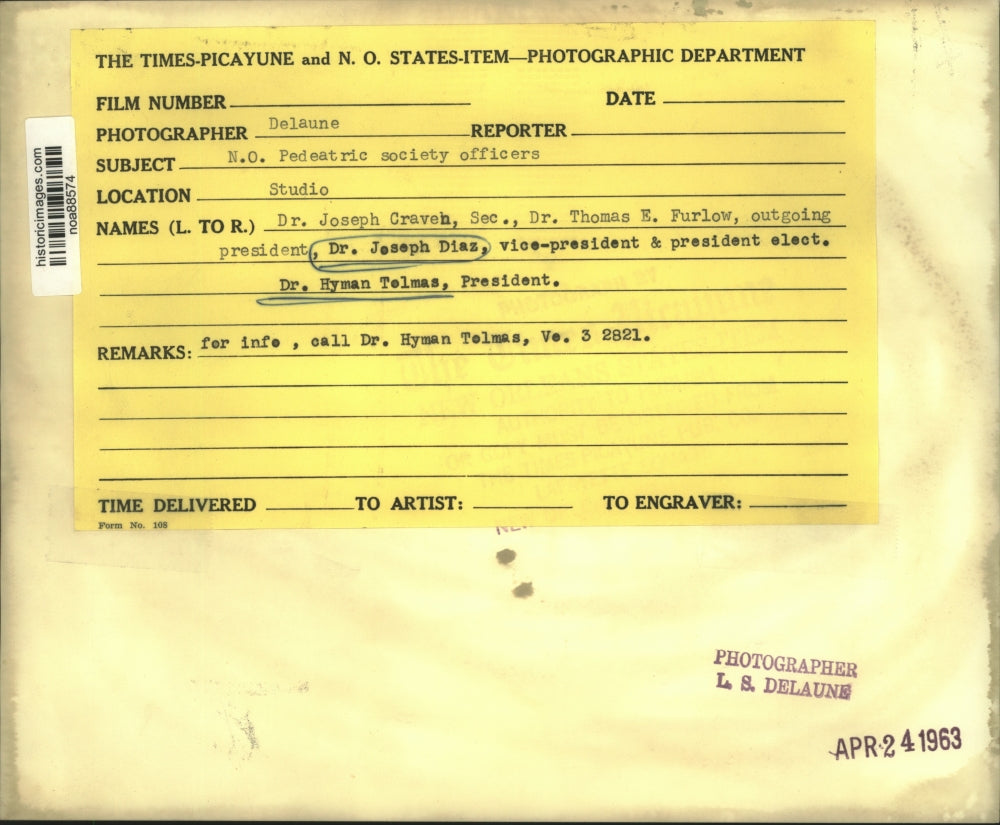 THE TIMES-PICAYUNE and N. O. STATES-ITEM—PHOTOGRAPHIC DEPARTMENT
FILM NUMBER
DATE
PHOTOGRAPHER Delaune REPORTER
SUBJECT N.O. Pedeatric society officers
LOCATION Studio
NAMES (L. TO R.) Dr. Joseph Craven, Sec., Dr. Thomas E. Furlow, outgoing
president, Dr. Joseph Diaz, vice-president & president elect.
Dr. Hyman Tolmas, President.
REMARKS: for info , call Dr. Hyman Tolmas, Ve. 3 2821.
TIME DELIVERED TO ARTIST: TO ENGRAVER:
Form No. 108
historicimages.com
noa88574
PHOTOGRAPHER
L. S. DELAUNE
APR 24 1963